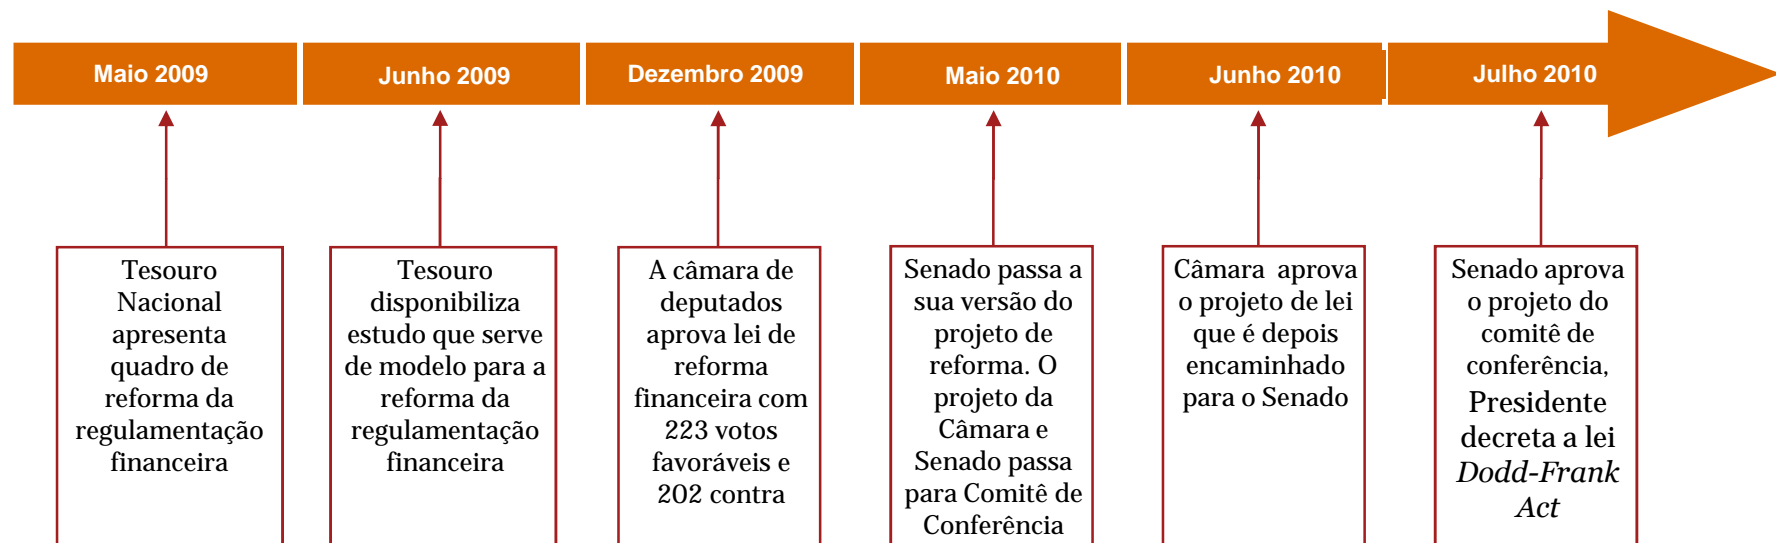 Maio 2009
Junho 2009
Dezembro 2009
Maio 2010
Junho 2010
Julho 2010
Tesouro
Nacional
apresenta
quadro de
reforma da
regulamentação
financeira
Tesouro
disponibiliza
estudo que serve
de modelo para a
reforma da
regulamentação
financeira
A câmara de
deputados
aprova lei de
reforma
financeira com
223 votos
favoráveis e
202 contra
Senado passa a
sua versão do
projeto de
reforma. O
projeto da
Câmara e
Senado passa
para Comitê de
Conferência
Câmara aprova
o projeto de lei
que é depois
encaminhado
para o Senado
Senado aprova
o projeto do
comitê de
conferência,
Presidente
decreta a lei
Dodd-Frank
Act